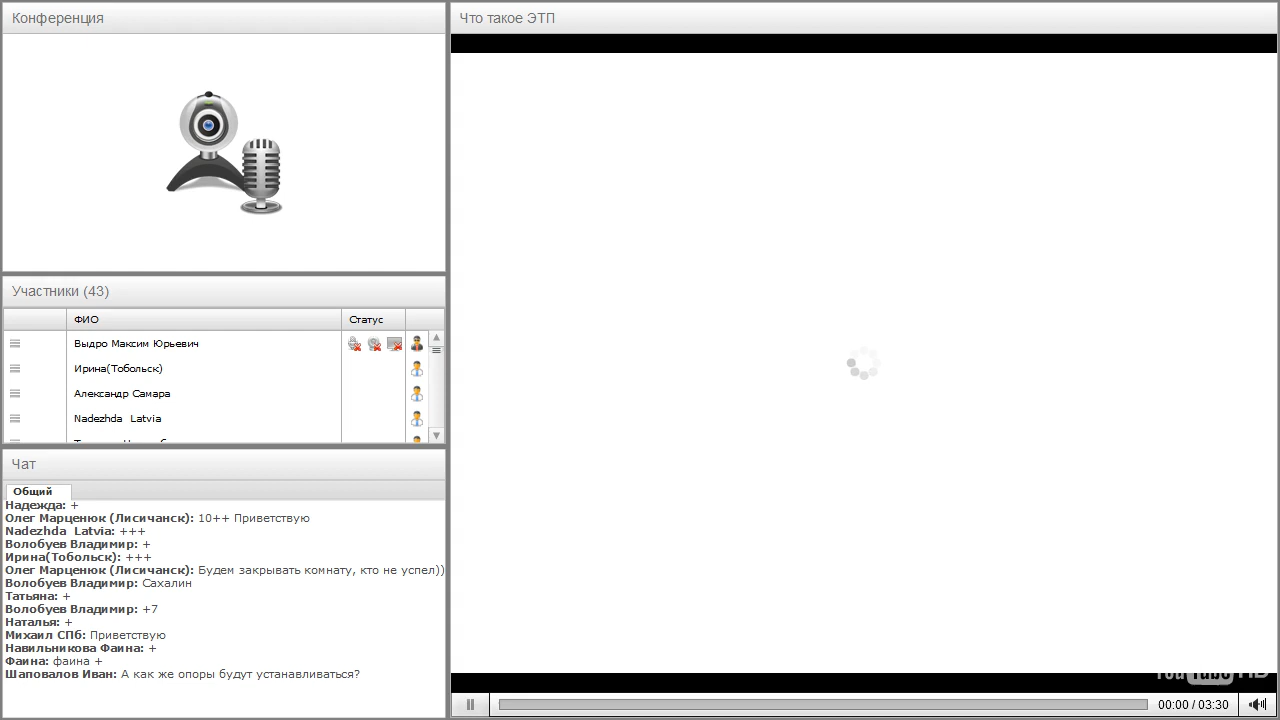 Конференция
Что такое ЭТП
Участники (43)
ФИО
Статус
Выдро Максим Юрьевич
Ирина(Тобольск)
Александр Самара
Nadezhda Latvia
Чат
Общий
Надежда: +
Олег Марценюк (Лисичанск): 10++ Приветствую
Nadezhda Latvia: +++
Волобуев Владимир: +
Ирина(Тобольск): +++
Олег Марценюк (Лисичанск): Будем закрывать комнату, кто не успел))
Волобуев Владимир: Сахалин
Татьяна: +
Волобуев Владимир: +7
Наталья: +
Михаил СПб: Приветствую
Навильникова Фаина: +
Фаина: фаина +
Шаповалов Иван: А как же опоры будут устанавливаться?
YouTube HD
00:00 / 03:30